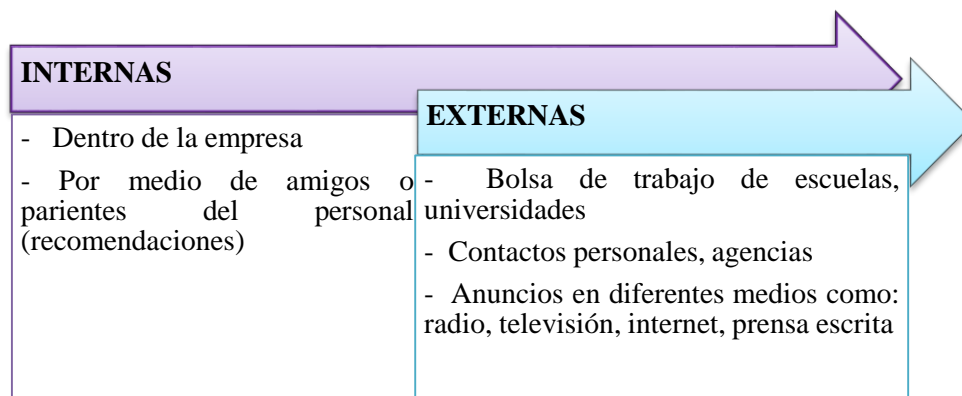 INTERNAS
- Dentro de la empresa
- Por medio de amigos o
parientes del personal
(recomendaciones)
EXTERNAS
- Bolsa de trabajo de escuelas,
universidades
- Contactos personales, agencias
- Anuncios en diferentes medios como:
radio, televisión, internet, prensa escrita